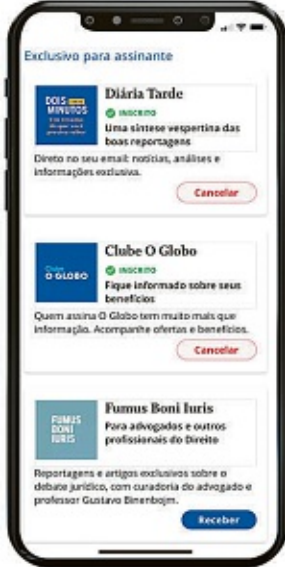 Exclusivo para assinante
DOIS
MINUTOS
Diária Tarde
INSCRITO
Uma síntese vespertina das
boas reportagens
Direto no seu email: notícias, análises e
informações exclusiva.
Cancelar
Clube
O GLOBO
Clube O Globo
INSCRITO
Fique informado sobre seus
benefícios
Quem assina O Globo tem muito mais que
informação. Acompanhe ofertas e benefícios.
Cancelar
FUMUS
BONI
IURIS
Fumus Boni Iuris
Para advogados e outros
profissionais do Direito
Reportagens e artigos exclusivos sobre o
debate jurídico, com curadoria do advogado e
professor Gustavo Binenbojm.
Receber